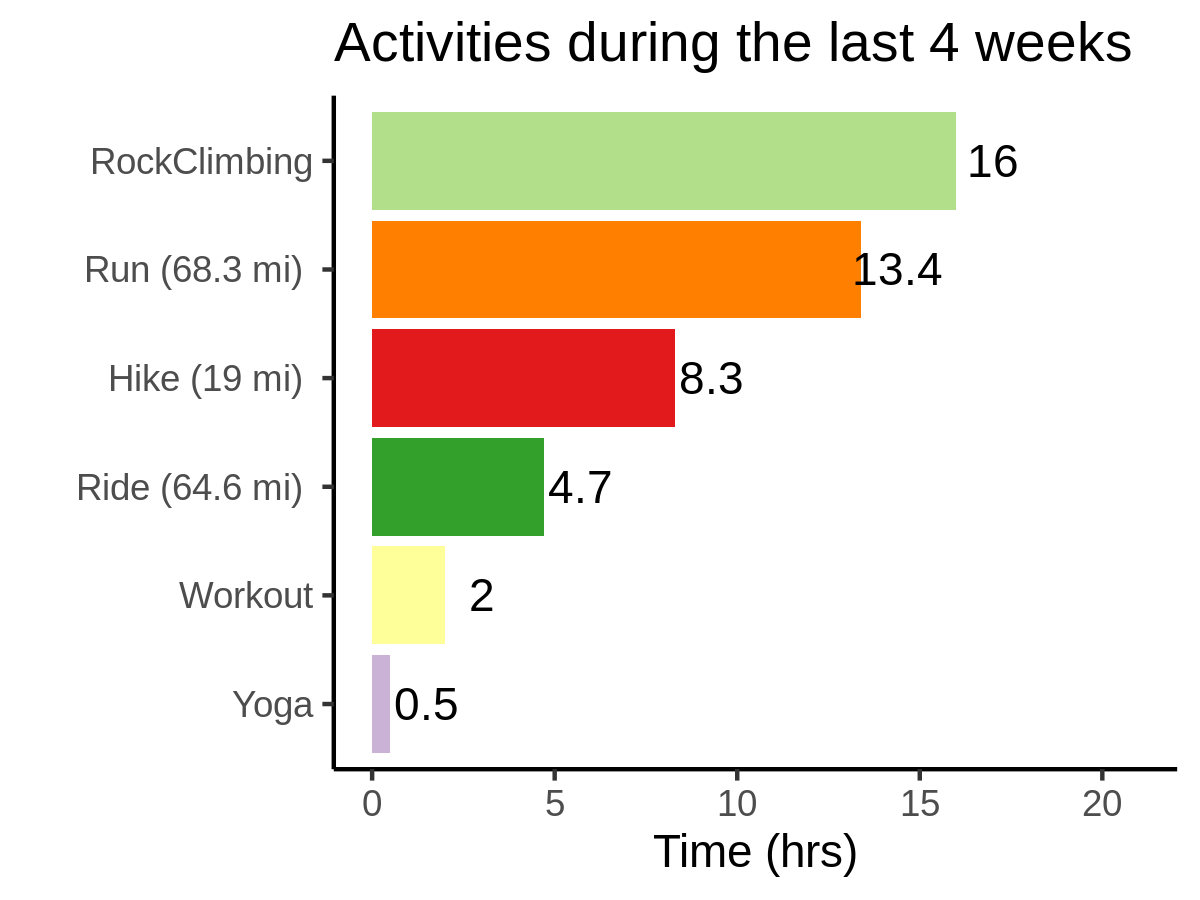 Activities during the last 4 weeks
RockClimbing 16
Run (68.3 mi) 13.4
Hike (19 mi) 8.3
Ride (64.6 mi) 4.7
Workout 2
Yoga 0.5
0 5 10 15 20
Time (hrs)